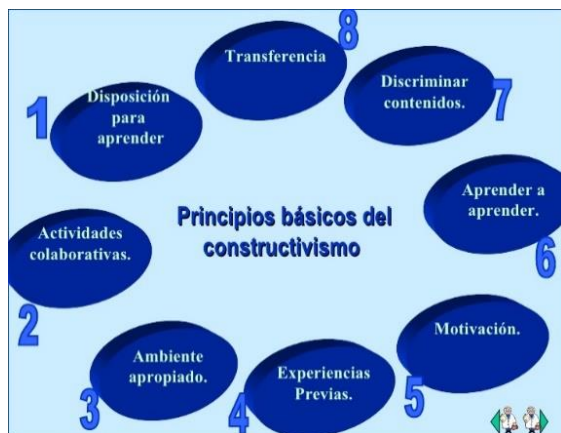 Principios básicos del
constructivismo
1
Disposición
para
aprender
2
Actividades
colaborativas.
3
Ambiente
apropiado.
4
Experiencias
Previas.
5
Motivación.
6
Aprender a
aprender.
7
Discriminar
contenidos.
8
Transferencia